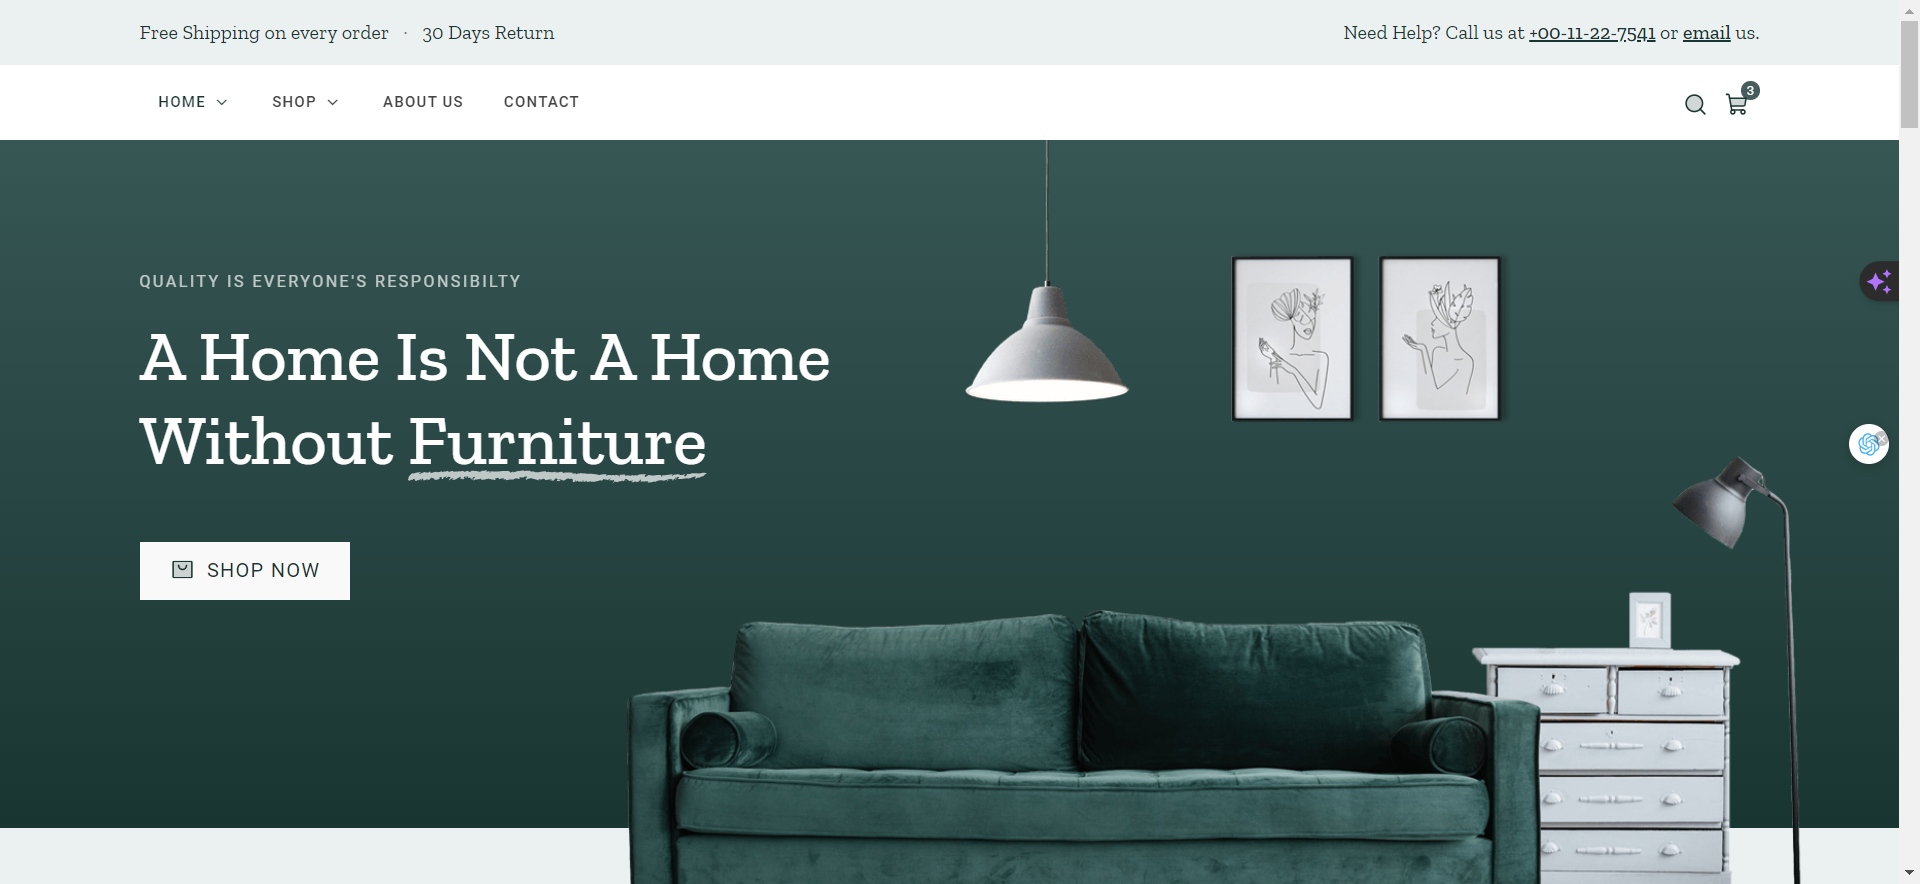 Free Shipping on every order · 30 Days Return
Need Help? Call us at +00-11-22-7541 or email us.
HOME
SHOP
ABOUT US
CONTACT
3
QUALITY IS EVERYONE'S RESPONSIBILTY
A Home Is Not A Home
Without Furniture
SHOP NOW